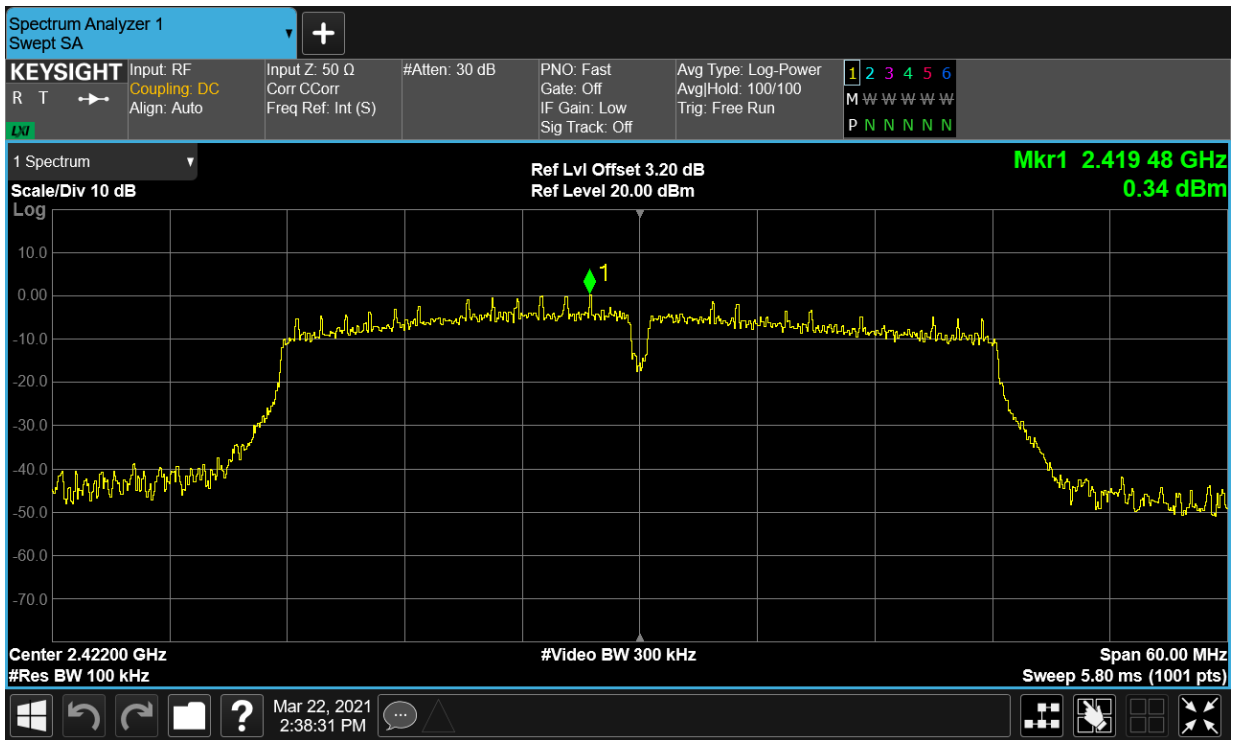 Spectrum Analyzer 1
Swept SA
+
KEYSIGHT
R T
LXI
Input: RF
Coupling: DC
Align: Auto
Input Z: 50 Ω
Corr CCorr
Freq Ref: Int (S)
#Atten: 30 dB
PNO: Fast
Gate: Off
IF Gain: Low
Sig Track: Off
Avg Type: Log-Power
Avg|Hold: 100/100
Trig: Free Run
1 2 3 4 5 6
M W W W W W
P N N N N N
1 Spectrum
Scale/Div 10 dB
Log
Ref Lvl Offset 3.20 dB
Ref Level 20.00 dBm
Mkr1 2.419 48 GHz
0.34 dBm
1
10.0
0.00
-10.0
-20.0
-30.0
-40.0
-50.0
-60.0
-70.0
Center 2.42200 GHz
#Res BW 100 kHz
#Video BW 300 kHz
Span 60.00 MHz
Sweep 5.80 ms (1001 pts)
?
Mar 22, 2021
2:38:31 PM